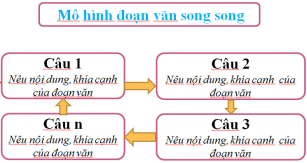 Mô hình đoạn văn song song
Câu 1
Nêu nội dung, khía cạnh
của đoạn văn
Câu 2
Nêu nội dung, khía cạnh của
đoạn văn
Câu n
Nêu nội dung, khía cạnh
của đoạn văn
Câu 3
Nêu nội dung, khía cạnh của
đoạn văn